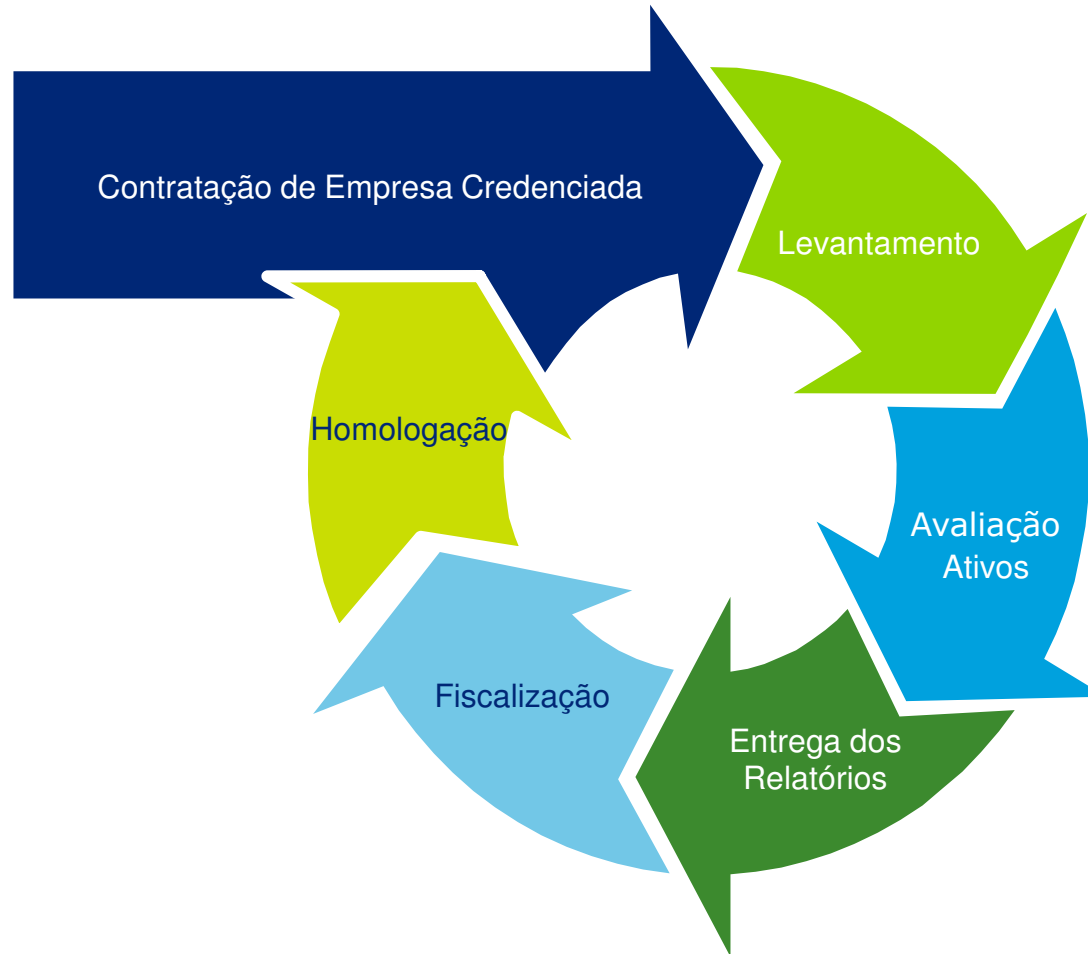 Contratação de Empresa Credenciada
Levantamento
Avaliação
Ativos
Entrega dos
Relatórios
Fiscalização
Homologação